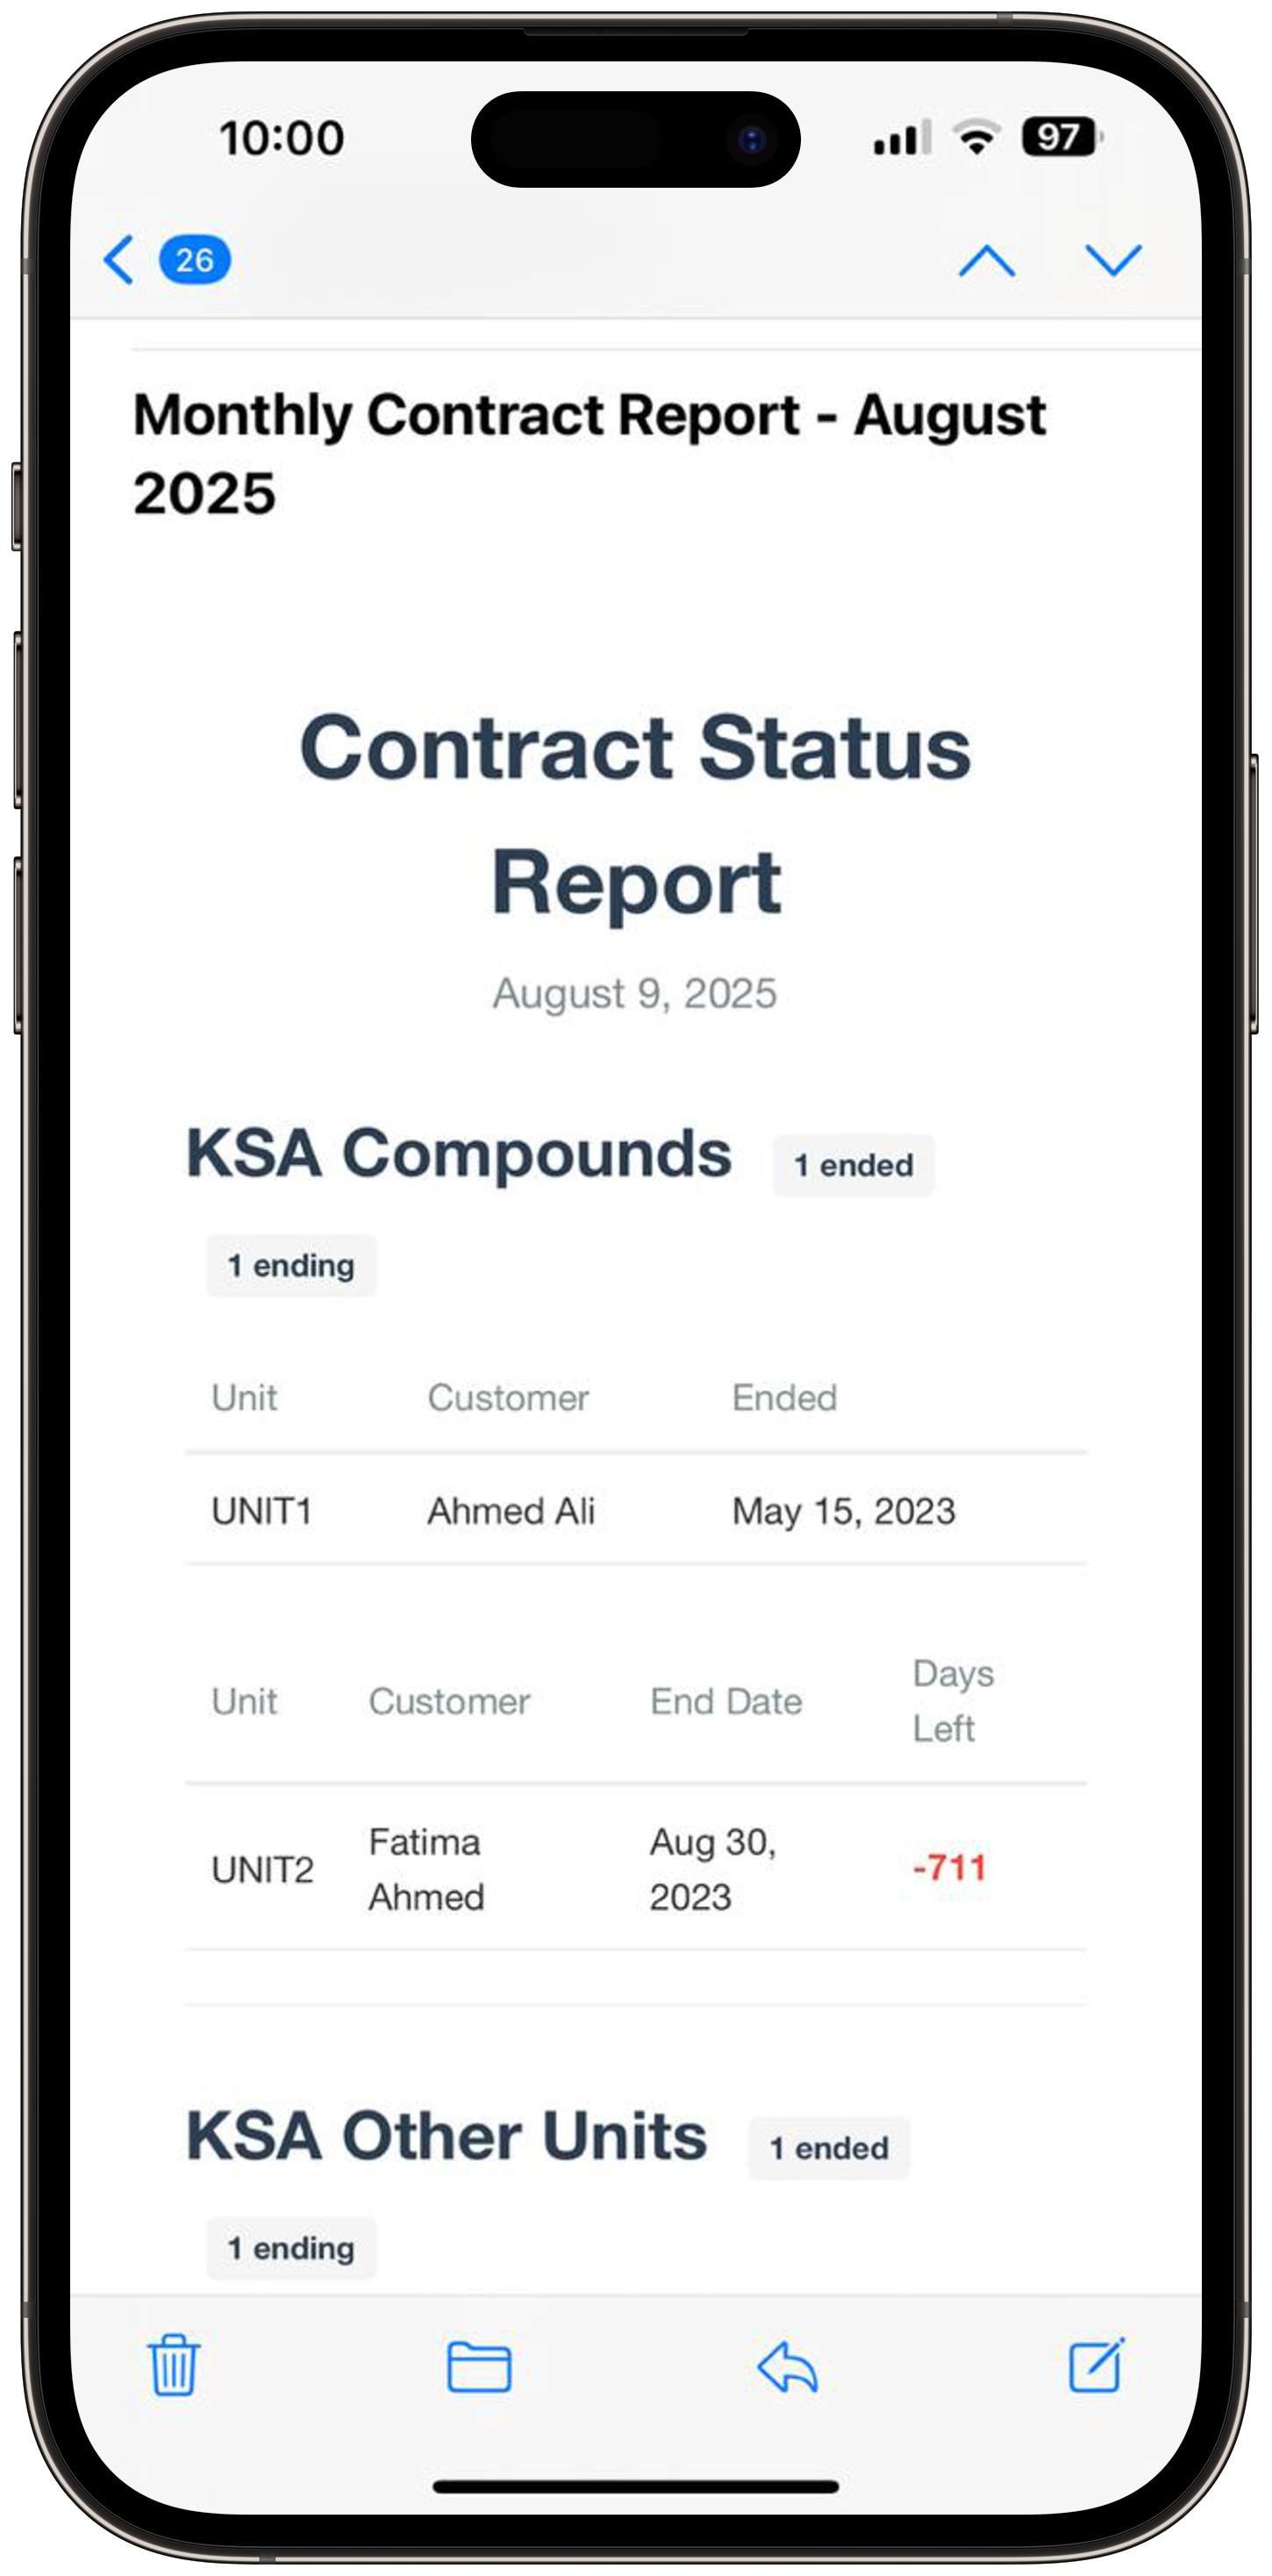 10:00
97
26
Monthly Contract Report - August
2025
Contract Status
Report
August 9, 2025
KSA Compounds 1 ended
1 ending
Unit Customer Ended
UNIT1 Ahmed Ali May 15, 2023
Unit Customer End Date Days Left
UNIT2 Fatima Ahmed Aug 30, 2023 -711
KSA Other Units 1 ended
1 ending